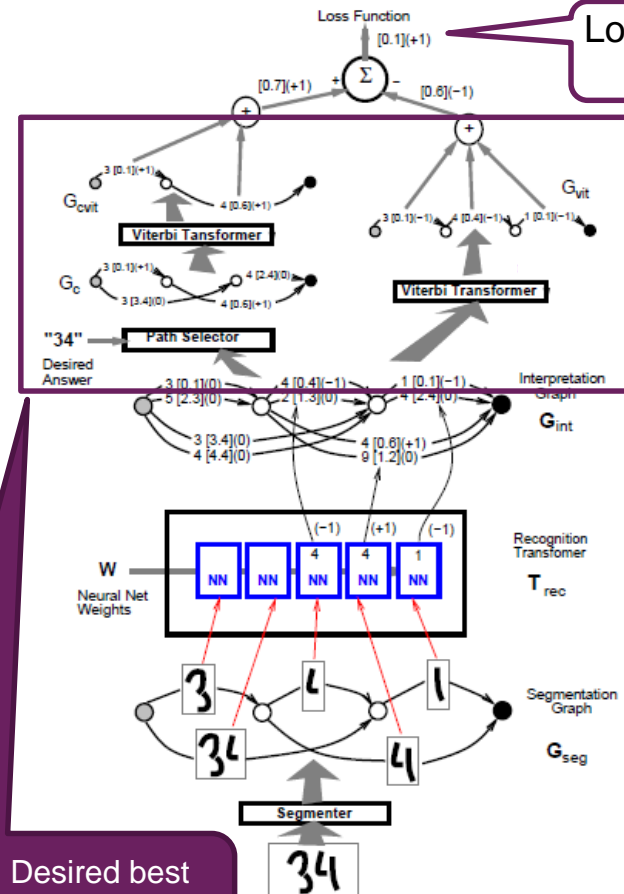 Loss Function
[0.1](+1)
Lo
[0.7](+1)
+ Σ −
[0.6](−1)
+
+
3 [0.1](+1)
4 [0.6](+1)
Gcvit
Viterbi Tansformer
3 [0.1](+1)
4 [2.4](0)
Gc
3 [3.4](0)
4 [0.6](+1)
Gvit
3 [0.1](−1)
4 [0.4](−1)
1 [0.1](−1)
Viterbi Transformer
"34"
Path Selector
Desired
Answer
3 [0.1](0)
4 [0.4](−1)
1 [0.1](−1)
5 [2.3](0)
2 [1.3](0)
4 [2.4](0)
3 [3.4](0)
4 [0.6](+1)
4 [4.4](0)
9 [1.2](0)
Interpretation
Graph
Gint
(−1)
(+1)
(−1)
4
4
1
NN
NN
NN
NN
NN
W
Neural Net
Weights
Recognition
Transfomer
Trec
3
4
1
34
4
Segmentation
Graph
Gseg
Segmenter
34
Desired best